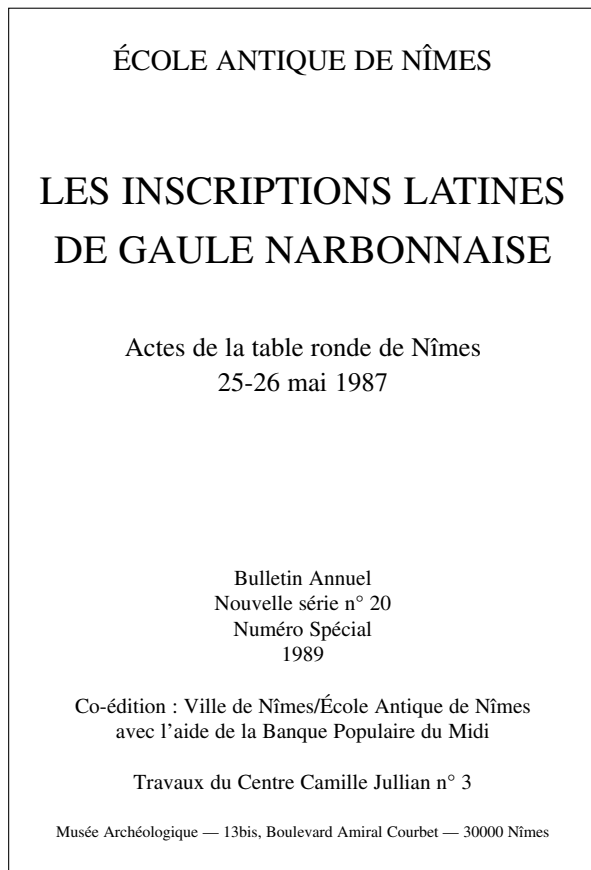 ÉCOLE ANTIQUE DE NÎMES
LES INSCRIPTIONS LATINES
DE GAULE NARBONNAISE
Actes de la table ronde de Nîmes
25-26 mai 1987
Bulletin Annuel
Nouvelle série n° 20
Numéro Spécial
1989
Co-édition : Ville de Nîmes/École Antique de Nîmes
avec l’aide de la Banque Populaire du Midi
Travaux du Centre Camille Jullian n° 3
Musée Archéologique — 13bis, Boulevard Amiral Courbet — 30000 Nîmes